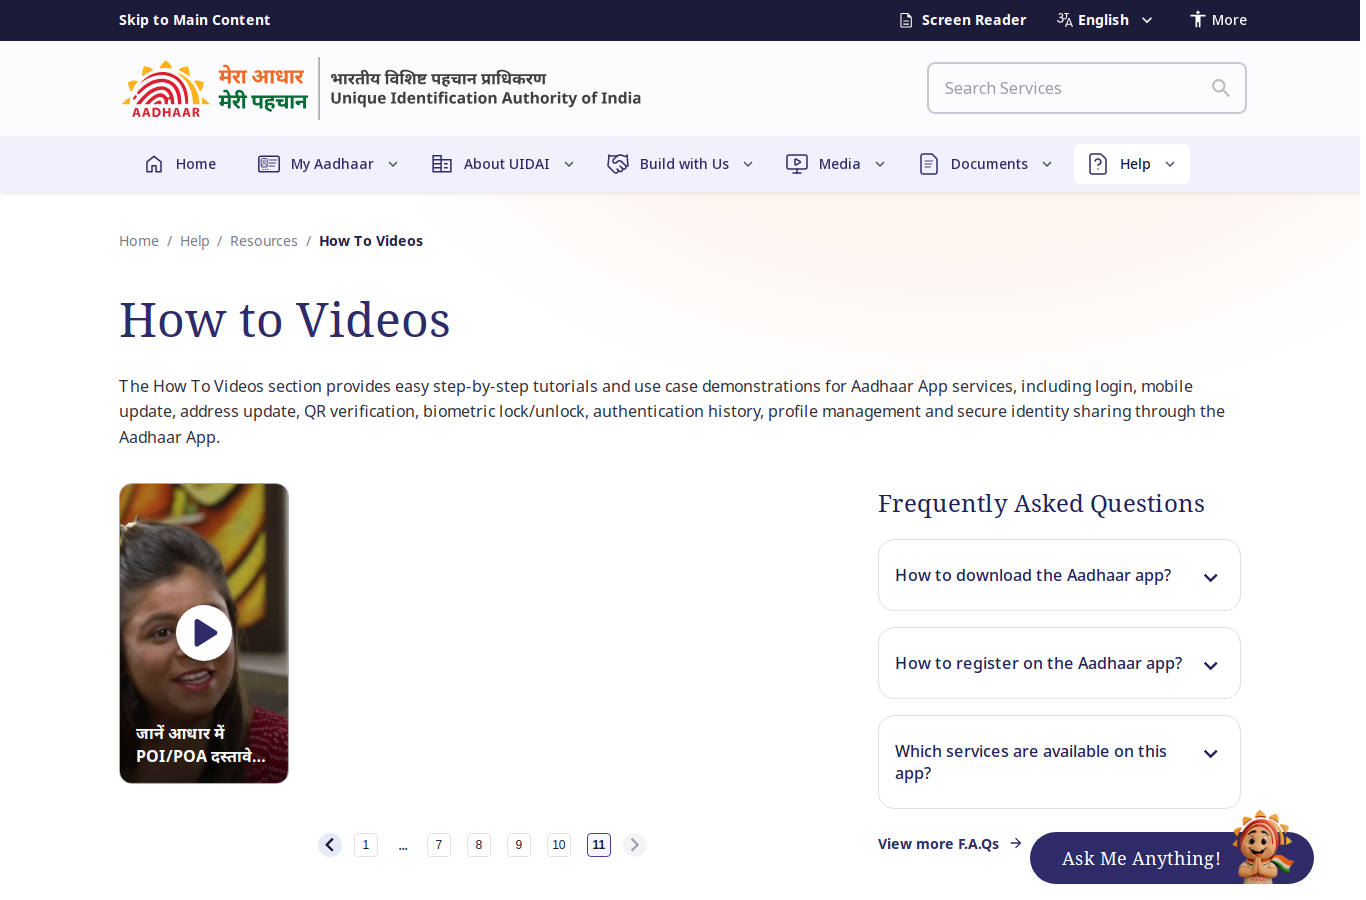 Skip to Main Content
Screen Reader
English
More
AADHAAR
मेरा आधार
मेरी पहचान
भारतीय विशिष्ट पहचान प्राधिकरण
Unique Identification Authority of India
Search Services
Home
My Aadhaar
About UIDAI
Build with Us
Media
Documents
Help
Home / Help / Resources / How To Videos
How to Videos
The How To Videos section provides easy step-by-step tutorials and use case demonstrations for Aadhaar App services, including login, mobile
update, address update, QR verification, biometric lock/unlock, authentication history, profile management and secure identity sharing through the
Aadhaar App.
जानें आधार में
POI/POA दस्तावे...
1 ... 7 8 9 10 11
Frequently Asked Questions
How to download the Aadhaar app?
How to register on the Aadhaar app?
Which services are available on this
app?
View more F.A.Qs
Ask Me Anything!